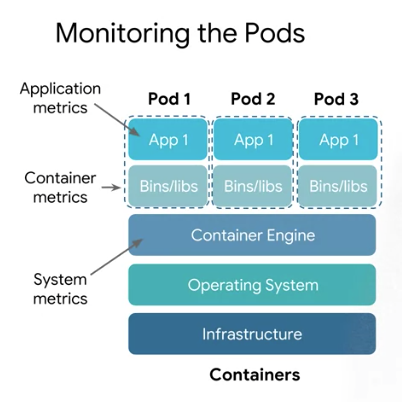 Monitoring the Pods
Application
metrics
Pod 1 Pod 2 Pod 3
App 1 App 1 App 1
Container
metrics
Bins/libs Bins/libs Bins/libs
Container Engine
System
metrics
Operating System
Infrastructure
Containers